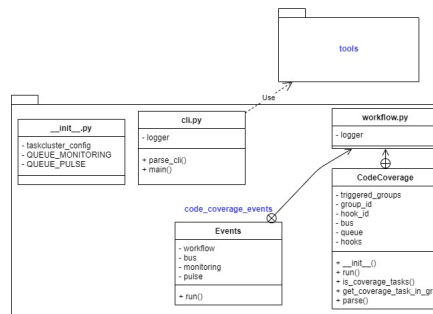 tools
Use
__init__.py
- taskcluster_config
- QUEUE_MONITORING
- QUEUE_PULSE
cli.py
- logger
+ parse_cli()
+ main()
workflow.py
- logger
code_coverage_events
Events
- workflow
- bus
- monitoring
- pulse
+ run()
CodeCoverage
- triggered_groups
- group_id
- hook_id
- bus
- queue
- hooks
+ __init__()
+ run()
+ is_coverage_tasks()
+ get_coverage_task_in_gr
+ parse()